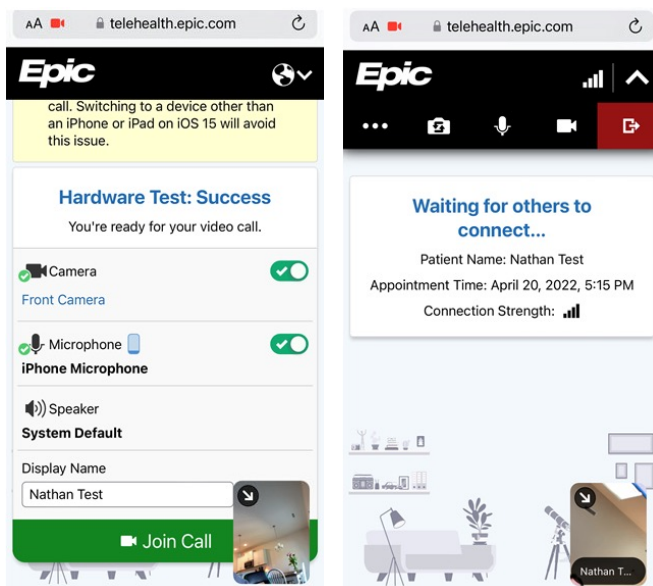 AA telehealth.epic.com
Epic
call. Switching to a device other than
an iPhone or iPad on iOS 15 will avoid
this issue.
Hardware Test: Success
You're ready for your video call.
Camera
Front Camera
Microphone
iPhone Microphone
Speaker
System Default
Display Name
Nathan Test
Join Call
AA telehealth.epic.com
Epic
Waiting for others to
connect...
Patient Name: Nathan Test
Appointment Time: April 20, 2022, 5:15 PM
Connection Strength:
Nathan T...